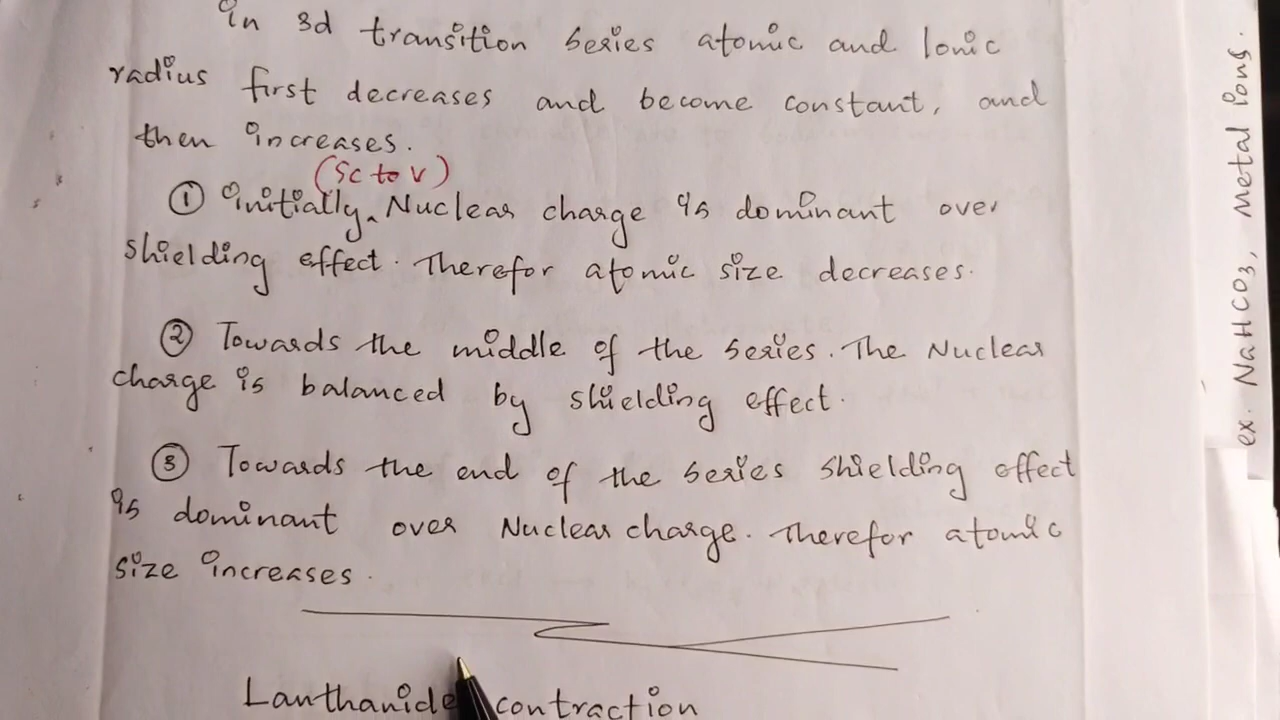 in 3d transition series atomic and Ionic
radius first decreases and become constant, and
then increases.
(Sc to V)
① initially Nuclear charge is dominant over
shielding effect. Therefor atomic size decreases.
② Towards the middle of the series. The Nuclear
charge is balanced by shielding effect.
③ Towards the end of the series shielding effect
is dominant over Nuclear charge. Therefor atomic
size increases.
Lanthanide contraction
ex. NaHCO3, metal ions.